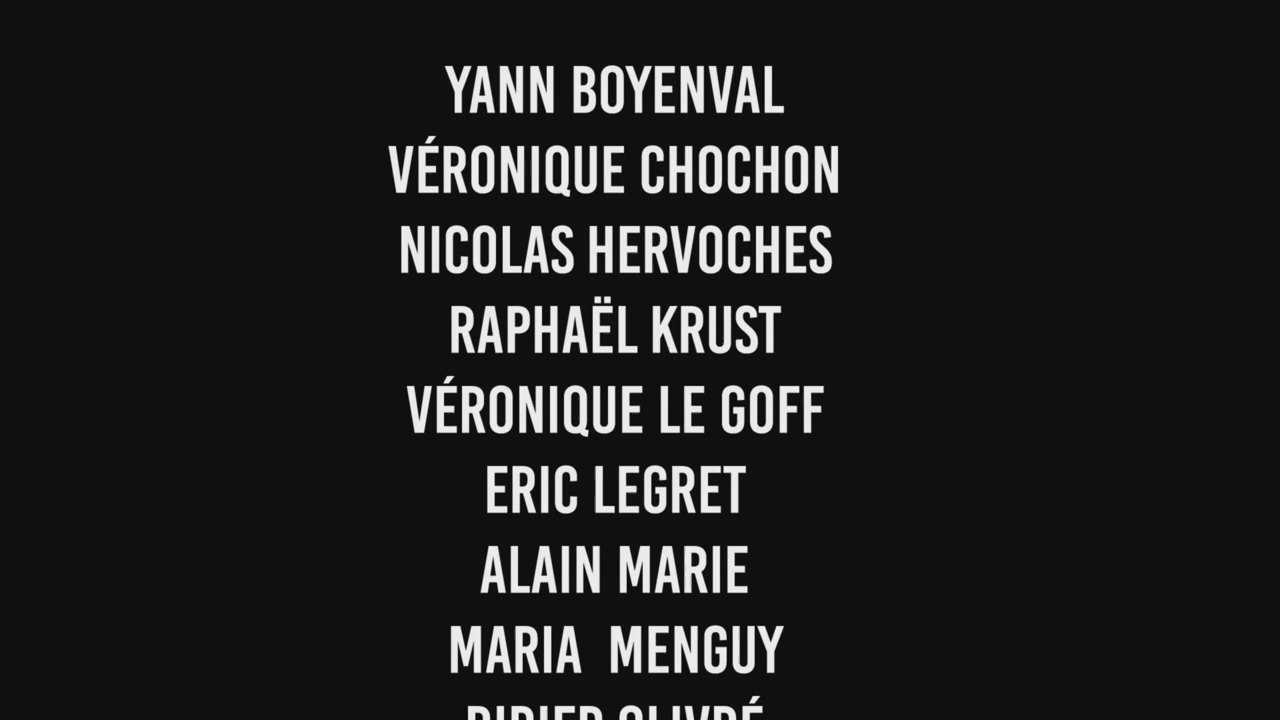 YANN BOYENVAL
VÉRONIQUE CHOCHON
NICOLAS HERVOCHES
RAPHAËL KRUST
VÉRONIQUE LE GOFF
ERIC LEGRET
ALAIN MARIE
MARIA  MENGUY